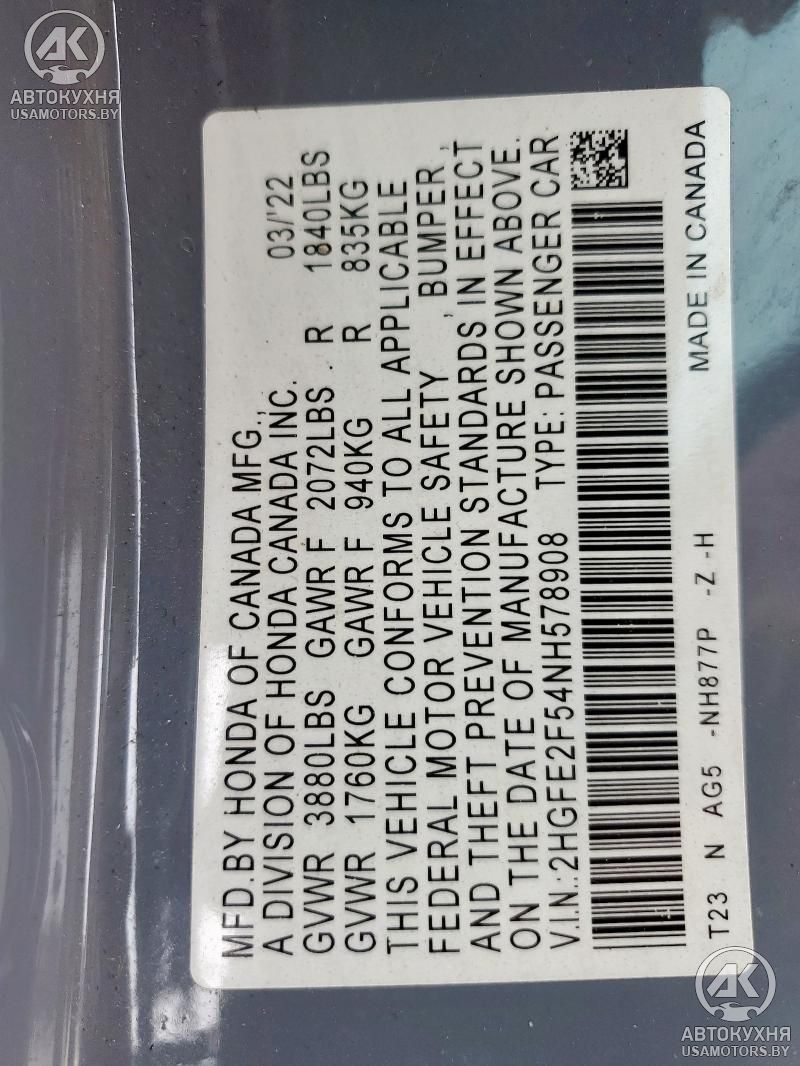 АВТОКУХНЯ
USAMOTORS.BY
MFD.BY HONDA OF CANADA MFG., 03/'22
A DIVISION OF HONDA CANADA INC.
GVWR 3880LBS GAWR F 2072LBS R 1840LBS
GVWR 1760KG GAWR F 940KG R 835KG
THIS VEHICLE CONFORMS TO ALL APPLICABLE
FEDERAL MOTOR VEHICLE SAFETY , BUMPER ,
AND THEFT PREVENTION STANDARDS IN EFFECT
ON THE DATE OF MANUFACTURE SHOWN ABOVE.
V.I.N.:2HGFE2F54NH578908 TYPE: PASSENGER CAR
T23 N AG5 -NH877P -Z -H MADE IN CANADA
АВТОКУХНЯ
USAMOTORS.BY